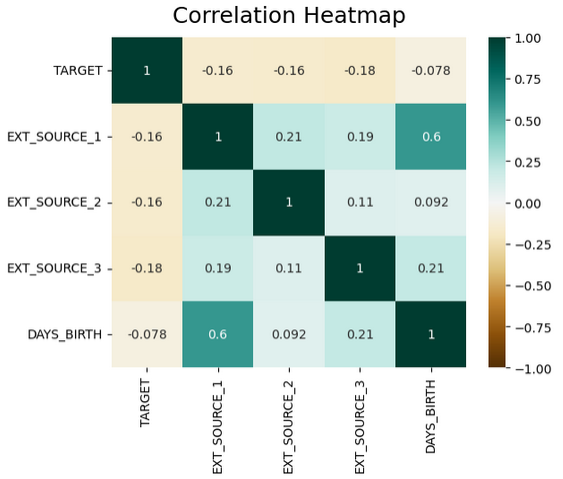 Correlation Heatmap
TARGET 1 -0.16 -0.16 -0.18 -0.078
EXT_SOURCE_1 -0.16 1 0.21 0.19 0.6
EXT_SOURCE_2 -0.16 0.21 1 0.11 0.092
EXT_SOURCE_3 -0.18 0.19 0.11 1 0.21
DAYS_BIRTH -0.078 0.6 0.092 0.21 1
TARGET
EXT_SOURCE_1
EXT_SOURCE_2
EXT_SOURCE_3
DAYS_BIRTH
1.00
0.75
0.50
0.25
0.00
−0.25
−0.50
−0.75
−1.00